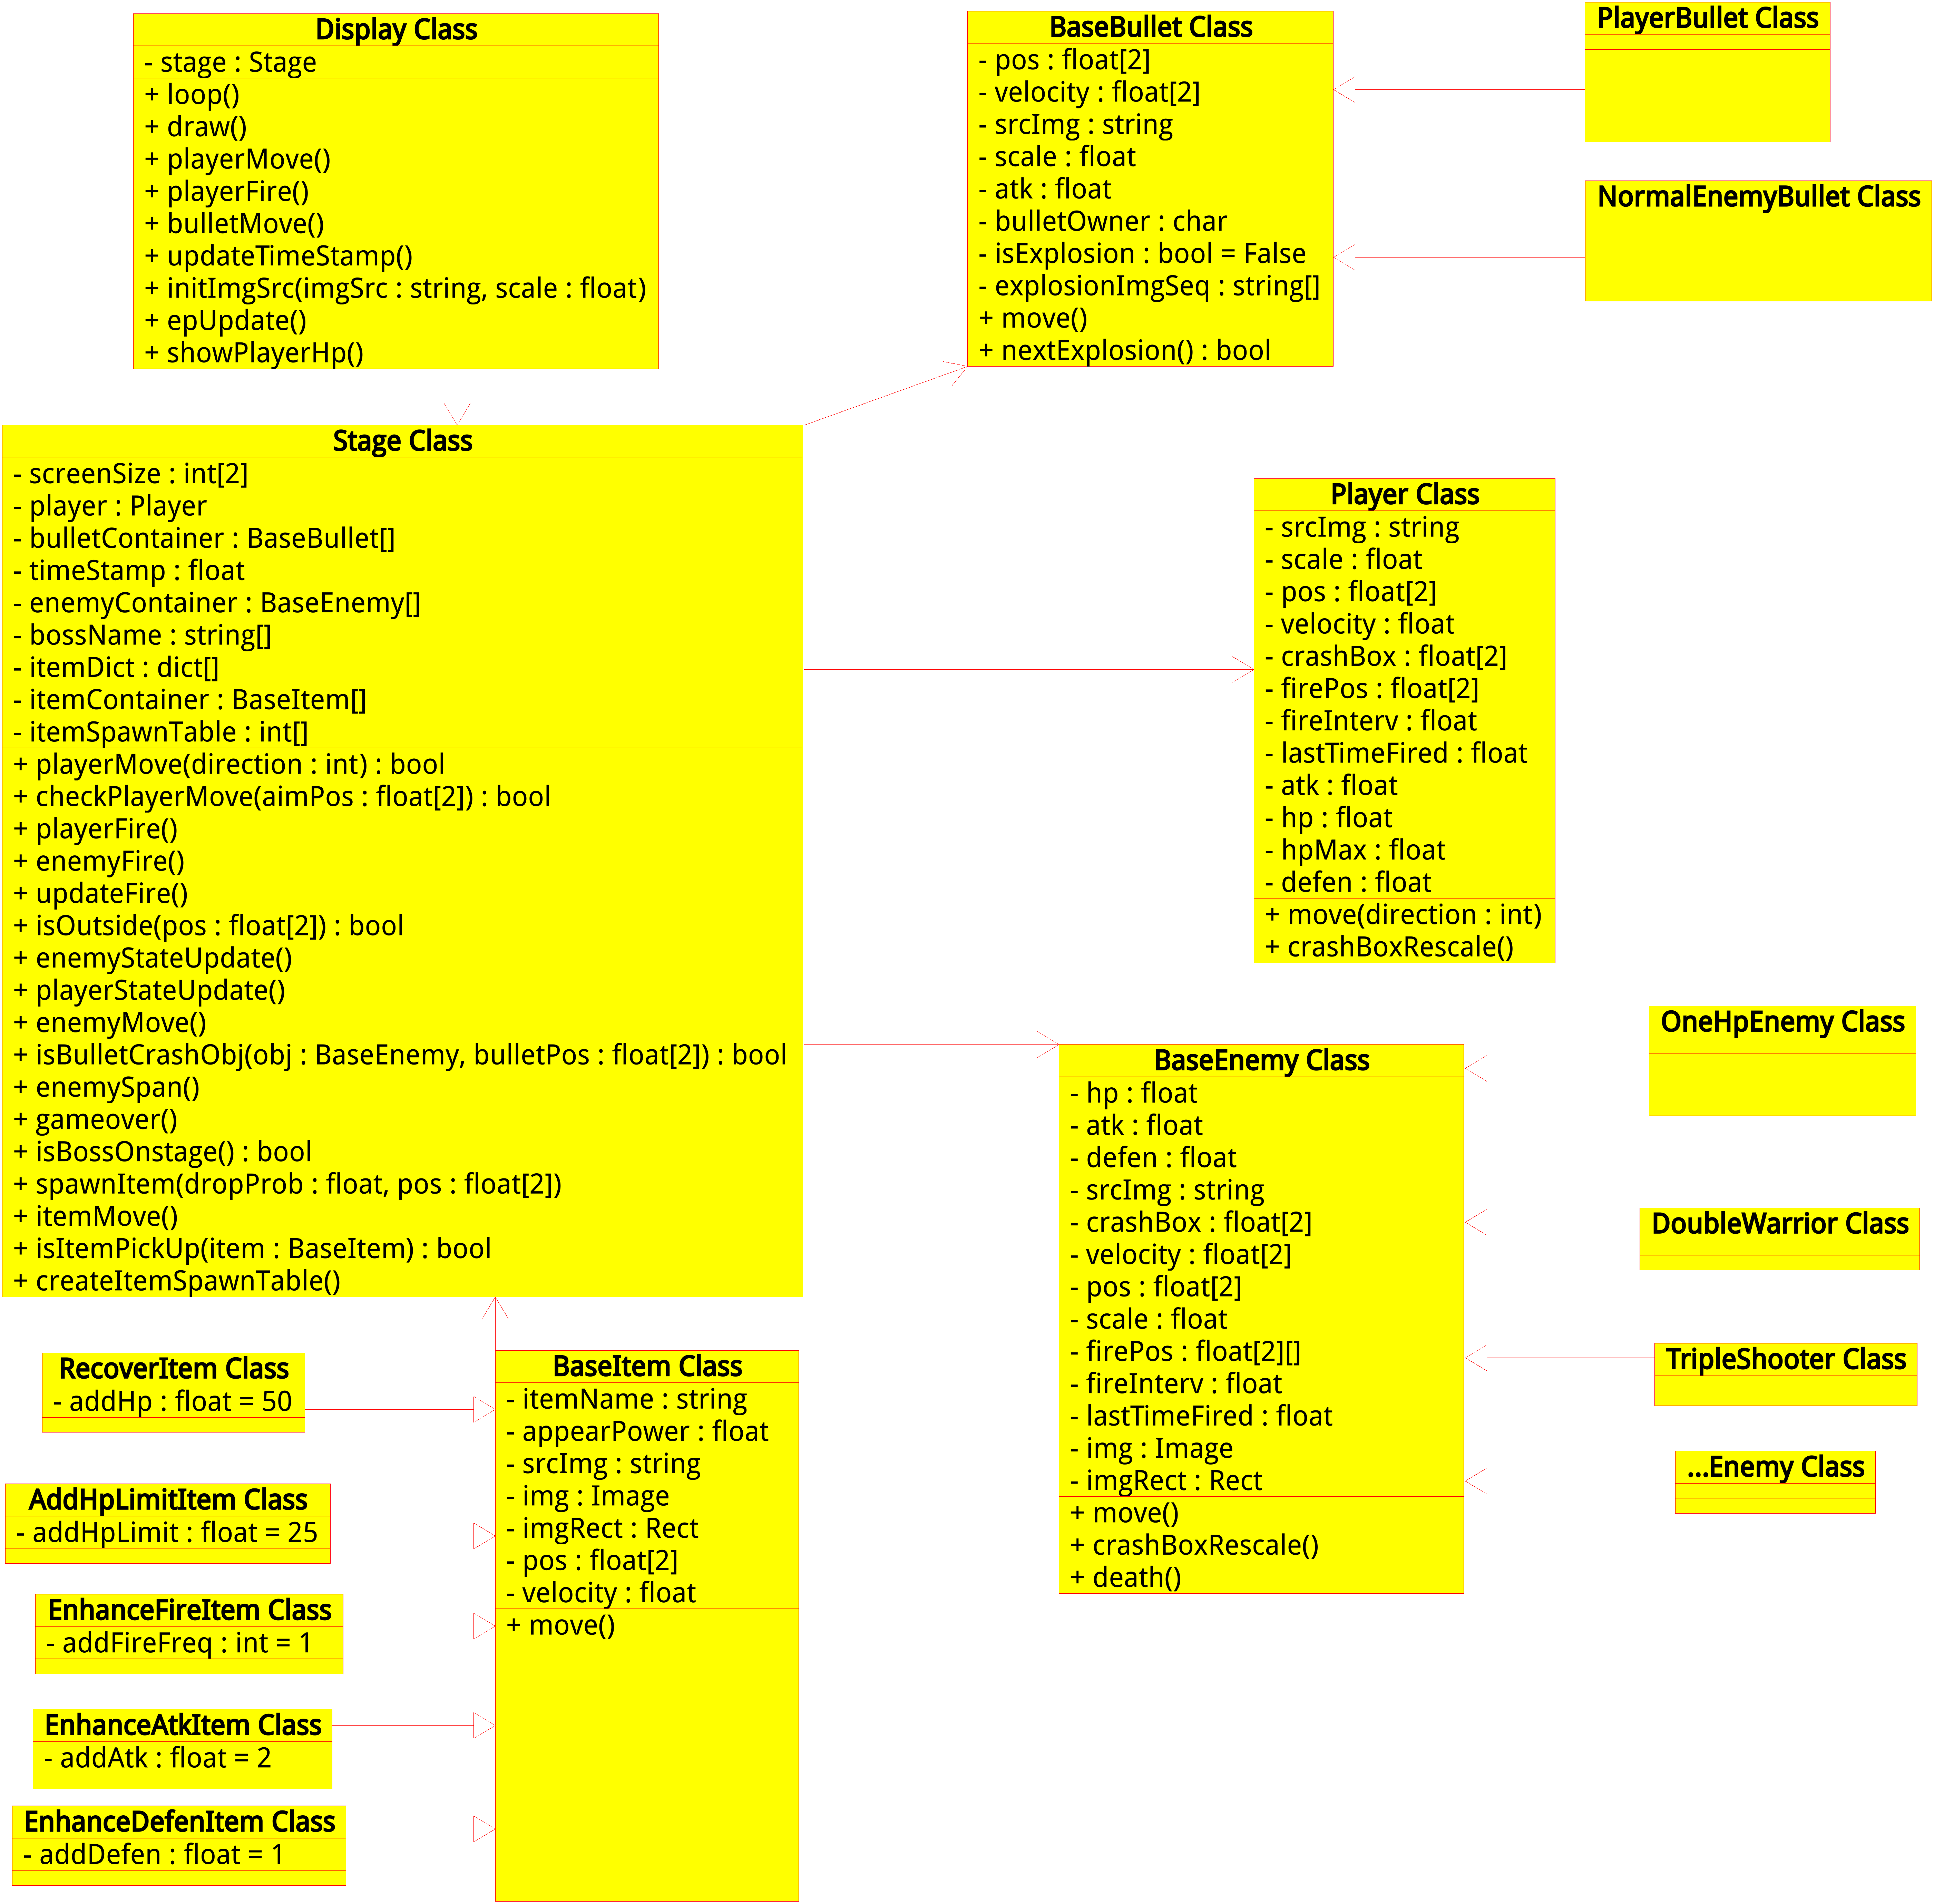 Display Class
- stage : Stage
+ loop()
+ draw()
+ playerMove()
+ playerFire()
+ bulletMove()
+ updateTimeStamp()
+ initImgSrc(imgSrc : string, scale : float)
+ epUpdate()
+ showPlayerHp()
BaseBullet Class
- pos : float[2]
- velocity : float[2]
- srcImg : string
- scale : float
- atk : float
- bulletOwner : char
- isExplosion : bool = False
- explosionImgSeq : string[]
+ move()
+ nextExplosion() : bool
PlayerBullet Class
NormalEnemyBullet Class
Stage Class
- screenSize : int[2]
- player : Player
- bulletContainer : BaseBullet[]
- timeStamp : float
- enemyContainer : BaseEnemy[]
- bossName : string[]
- itemDict : dict[]
- itemContainer : BaseItem[]
- itemSpawnTable : int[]
+ playerMove(direction : int) : bool
+ checkPlayerMove(aimPos : float[2]) : bool
+ playerFire()
+ enemyFire()
+ updateFire()
+ isOutside(pos : float[2]) : bool
+ enemyStateUpdate()
+ playerStateUpdate()
+ enemyMove()
+ isBulletCrashObj(obj : BaseEnemy, bulletPos : float[2]) : bool
+ enemySpan()
+ gameover()
+ isBossOnstage() : bool
+ spawnItem(dropProb : float, pos : float[2])
+ itemMove()
+ isItemPickUp(item : BaseItem) : bool
+ createItemSpawnTable()
Player Class
- srcImg : string
- scale : float
- pos : float[2]
- velocity : float
- crashBox : float[2]
- firePos : float[2]
- fireInterv : float
- lastTimeFired : float
- atk : float
- hp : float
- hpMax : float
- defen : float
+ move(direction : int)
+ crashBoxRescale()
BaseEnemy Class
- hp : float
- atk : float
- defen : float
- srcImg : string
- crashBox : float[2]
- velocity : float[2]
- pos : float[2]
- scale : float
- firePos : float[2][]
- fireInterv : float
- lastTimeFired : float
- img : Image
- imgRect : Rect
+ move()
+ crashBoxRescale()
+ death()
OneHpEnemy Class
DoubleWarrior Class
TripleShooter Class
...Enemy Class
RecoverItem Class
- addHp : float = 50
AddHpLimitItem Class
- addHpLimit : float = 25
EnhanceFireItem Class
- addFireFreq : int = 1
EnhanceAtkItem Class
- addAtk : float = 2
EnhanceDefenItem Class
- addDefen : float = 1
BaseItem Class
- itemName : string
- appearPower : float
- srcImg : string
- img : Image
- imgRect : Rect
- pos : float[2]
- velocity : float
+ move()